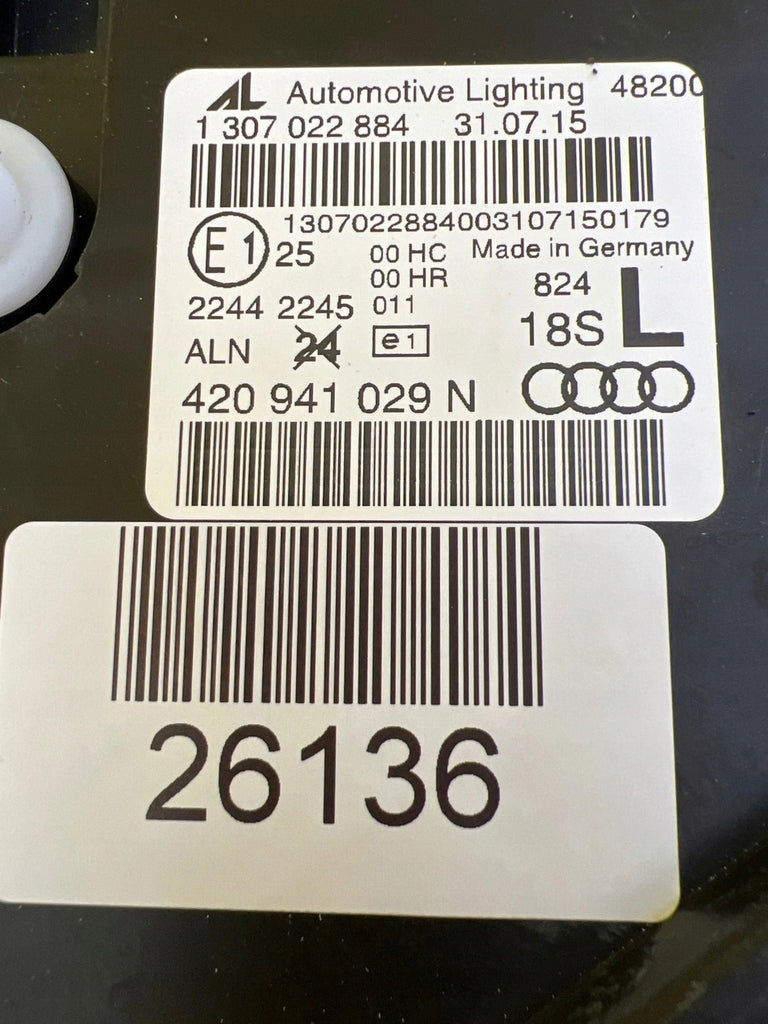 AL Automotive Lighting 48200
1 307 022 884 31.07.15
1307022884003107150179
E1 25 00 HC Made in Germany
00 HR 824 L
2244 2245 011 18S
ALN 24 e1
420 941 029 N
26136